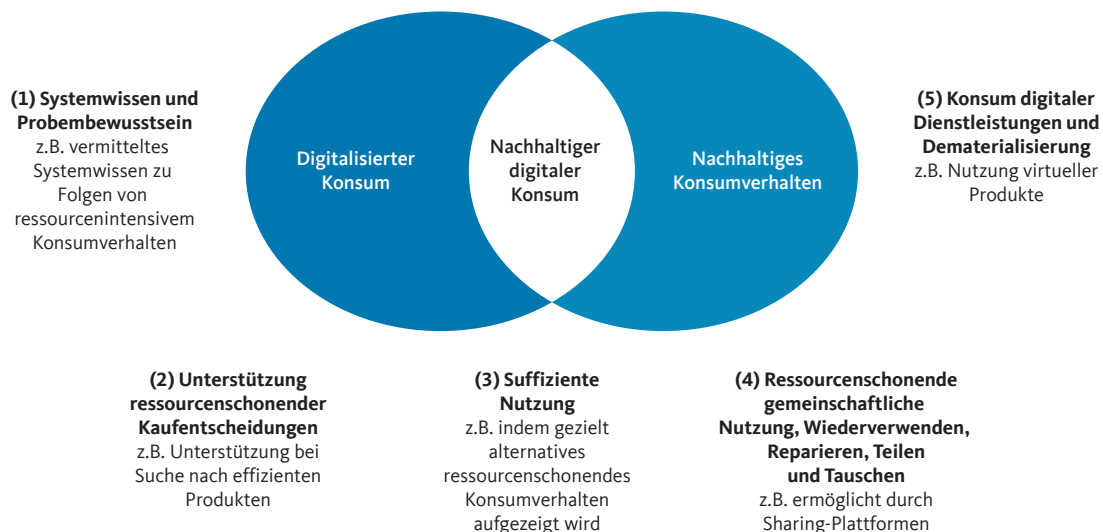 (1) Systemwissen und
Probembewusstsein
z.B. vermitteltes
Systemwissen zu
Folgen von
ressourcenintensivem
Konsumverhalten
Digitalisierter
Konsum
Nachhaltiger
digitaler
Konsum
Nachhaltiges
Konsumverhalten
(5) Konsum digitaler
Dienstleistungen und
Dematerialisierung
z.B. Nutzung virtueller
Produkte
(2) Unterstützung
ressourcenschonender
Kaufentscheidungen
z.B. Unterstützung bei
Suche nach effizienten
Produkten
(3) Suffiziente
Nutzung
z.B. indem gezielt
alternatives
ressourcenschonendes
Konsumverhalten
aufgezeigt wird
(4) Ressourcenschonende
gemeinschaftliche
Nutzung, Wiederverwenden,
Reparieren, Teilen
und Tauschen
z.B. ermöglicht durch
Sharing-Plattformen